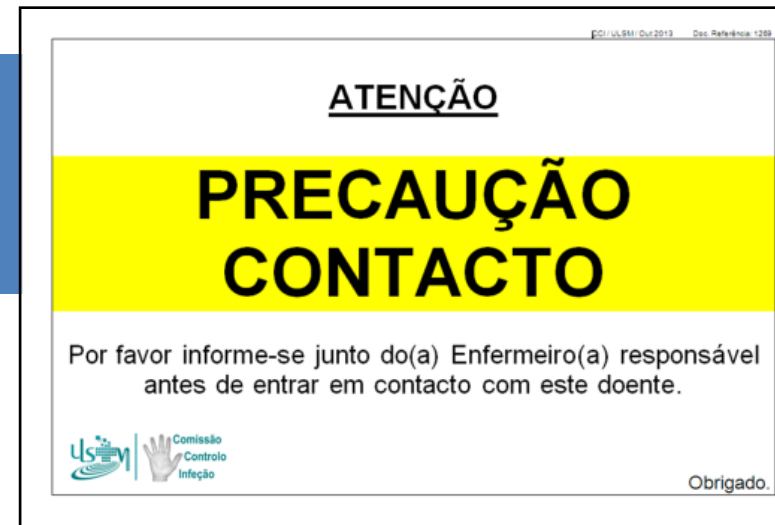 CCI / ULSM / Out.2013 Doc. Referência: 1269
ATENÇÃO
PRECAUÇÃO
CONTACTO
Por favor informe-se junto do(a) Enfermeiro(a) responsável
antes de entrar em contacto com este doente.
ULSM
Comissão
Controlo
Infeção
Obrigado.